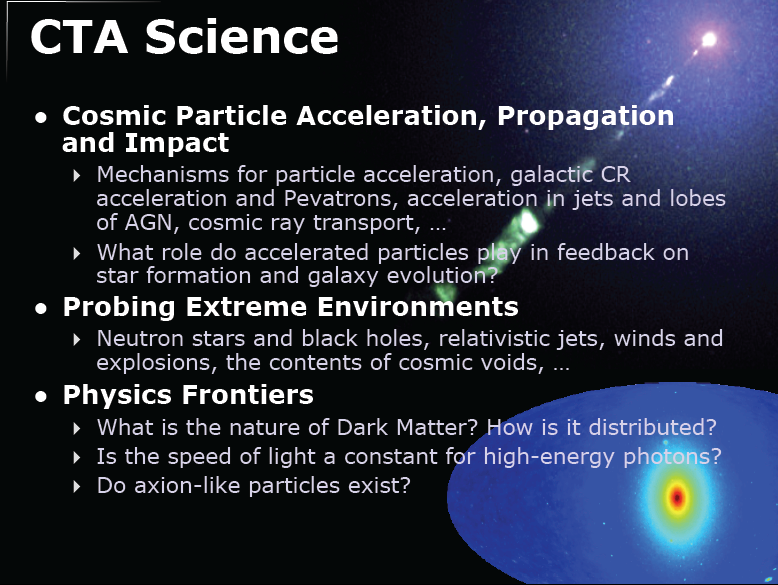 CTA Science
● Cosmic Particle Acceleration, Propagation
and Impact
Mechanisms for particle acceleration, galactic CR
acceleration and Pevatrons, acceleration in jets and lobes
of AGN, cosmic ray transport, …
What role do accelerated particles play in feedback on
star formation and galaxy evolution?
● Probing Extreme Environments
Neutron stars and black holes, relativistic jets, winds and
explosions, the contents of cosmic voids, …
● Physics Frontiers
What is the nature of Dark Matter? How is it distributed?
Is the speed of light a constant for high-energy photons?
Do axion-like particles exist?